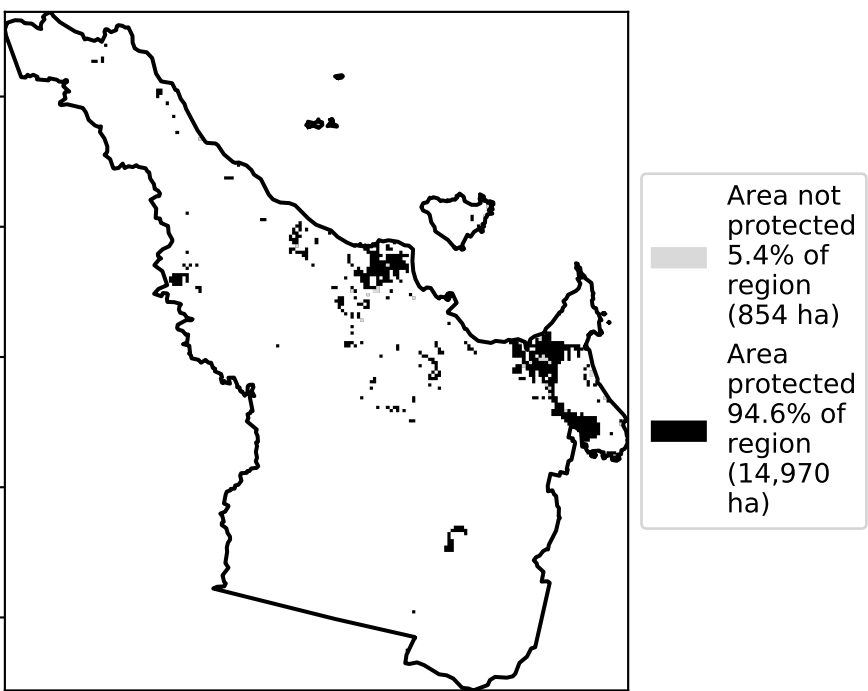 Area not
protected
5.4% of
region
(854 ha)
Area
protected
94.6% of
region
(14,970
ha)